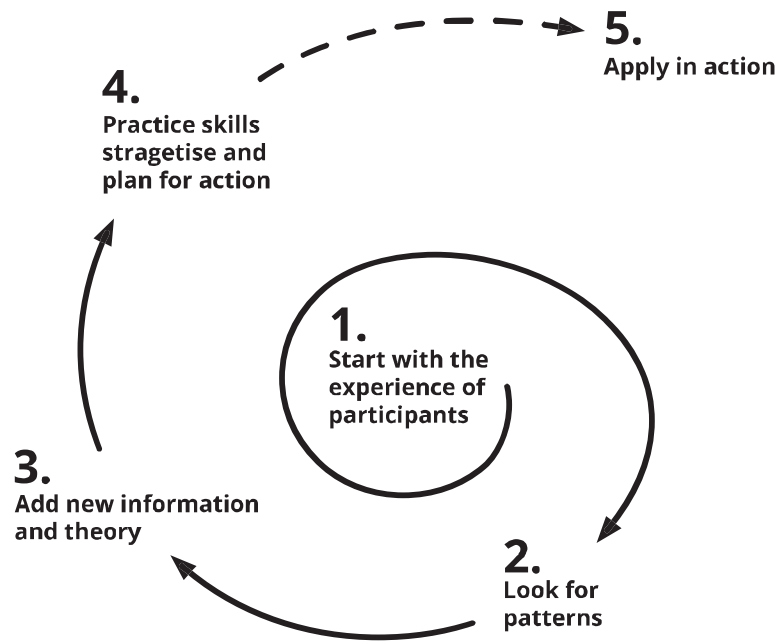 1.
Start with the
experience of
participants
2.
Look for
patterns
3.
Add new information
and theory
4.
Practice skills
stragetise and
plan for action
5.
Apply in action